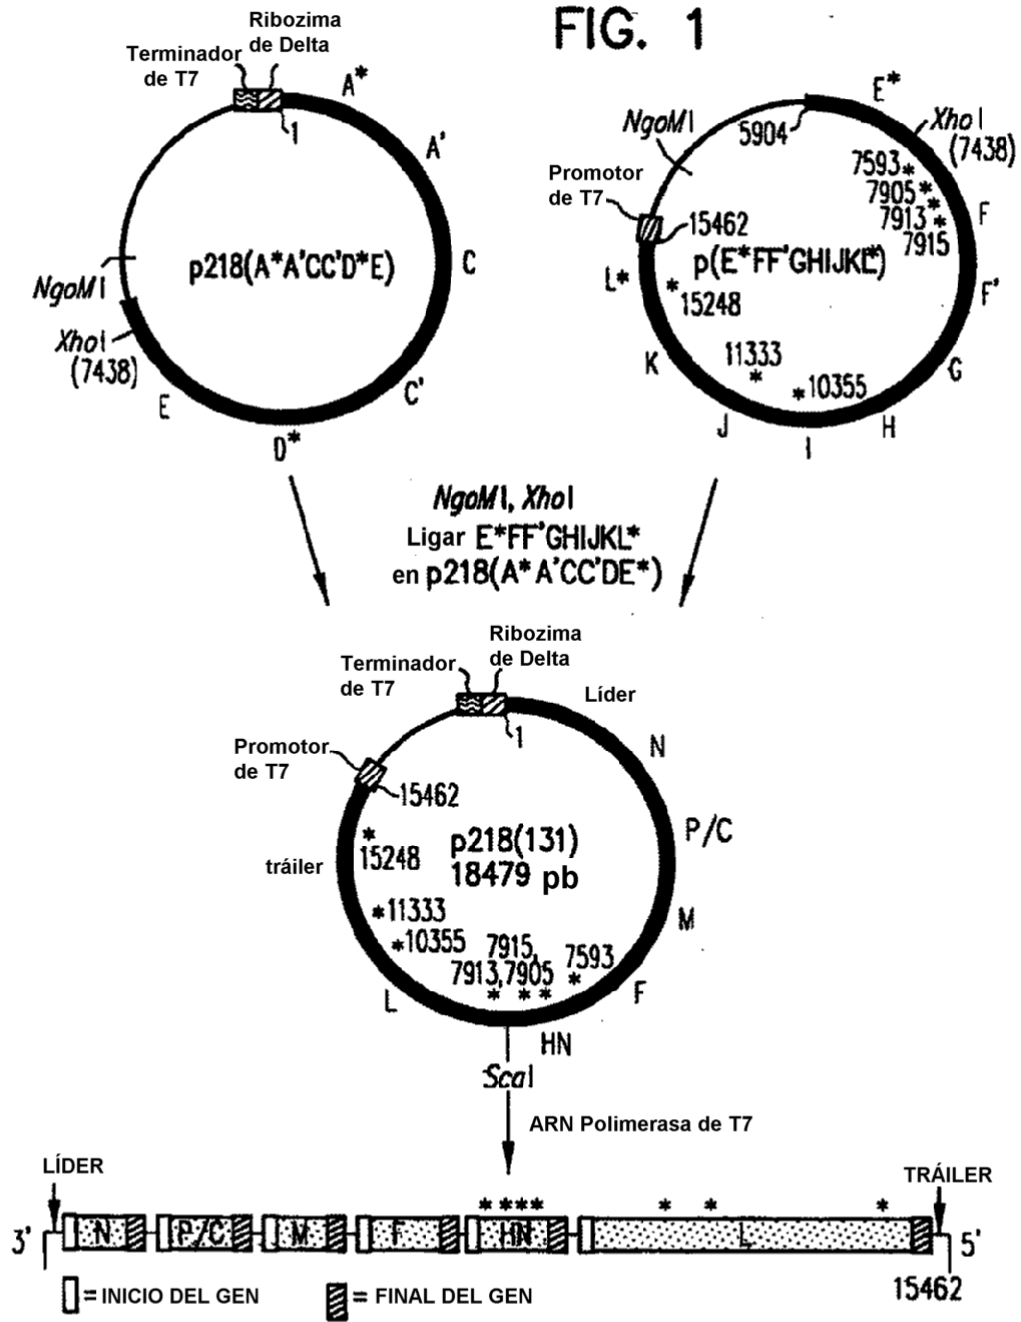 FIG. 1
Ribozima
de Delta
Terminador
de T7
A*
1
A'
p218(A*A'CC'D*E)
C
NgoMI
XhoI
(7438)
E
C'
D*
E*
NgoMI
5904
XhoI
(7438)
7593*
7905*
7913*
7915*
Promotor
de T7
15462
F
p(E*FF'GHIJKL*)
L*
*
15248
F'
K
11333
*
*10355
G
J
H
I
NgoMI, XhoI
Ligar E*FF'GHIJKL*
en p218(A*A'CC'DE*)
Ribozima
de Delta
Terminador
de T7
Líder
1
N
Promotor
de T7
15462
P/C
p218(131)
18479 pb
*
15248
tráiler
*11333
M
*10355
7915,
7913,7905
* * *
7593
*
F
L
HN
ScaI
ARN Polimerasa de T7
LÍDER
TRÁILER
* * * * * * *
3' N P/C M F HN L 5'
15462
= INICIO DEL GEN
= FINAL DEL GEN